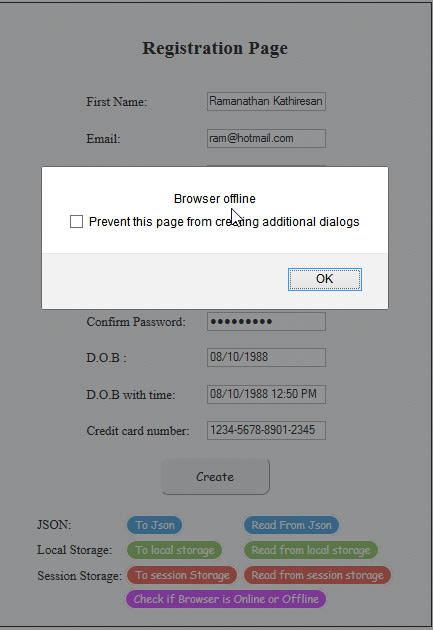 Registration Page
First Name: Ramanathan Kathiresan
Email: ram@hotmail.com
Browser offline
Prevent this page from creating additional dialogs
OK
Confirm Password: ●●●●●●●●●
D.O.B : 08/10/1988
D.O.B with time: 08/10/1988 12:50 PM
Credit card number: 1234-5678-8901-2345
Create
JSON: To Json Read From Json
Local Storage: To local storage Read from local storage
Session Storage: To session Storage Read from session storage
Check if Browser is Online or Offline